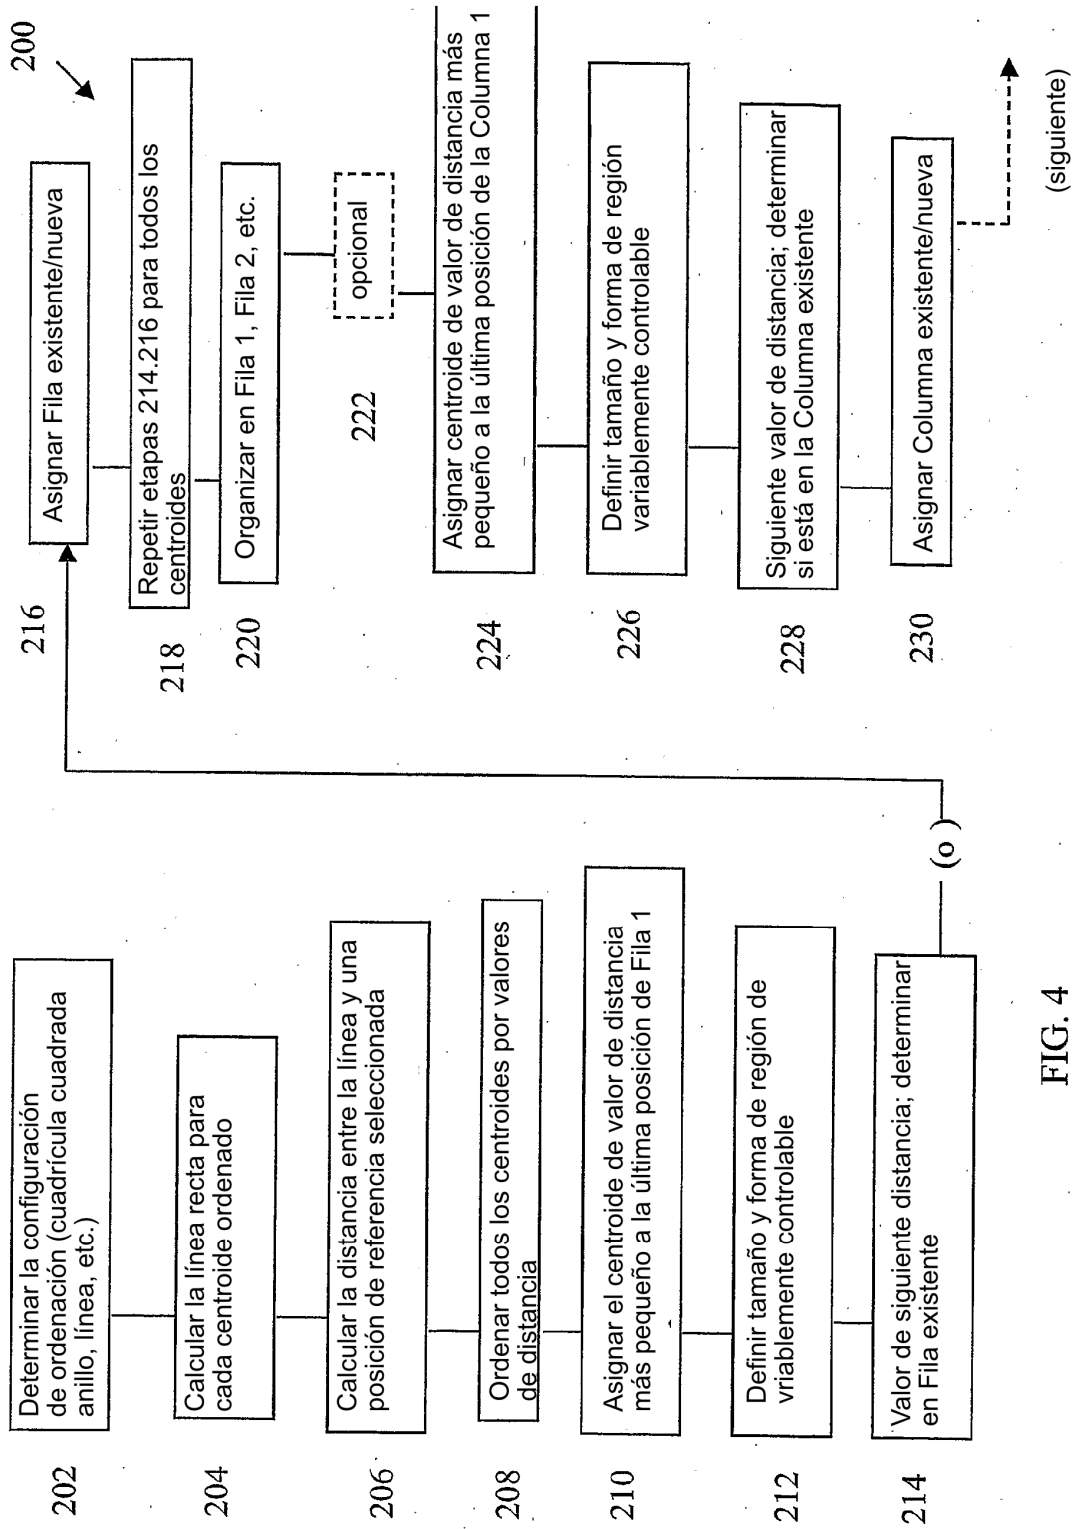 200
202
Determinar la configuración
de ordenación (cuadrícula cuadrada
anillo, línea, etc.)
204
Calcular la línea recta para
cada centroide ordenado
206
Calcular la distancia entre la línea y una
posición de referencia seleccionada
208
Ordenar todos los centroides por valores
de distancia
210
Asignar el centroide de valor de distancia
más pequeño a la última posición de Fila 1
212
Definir tamaño y forma de región de
vriablemente controlable
214
Valor de siguiente distancia; determinar
en Fila existente
(o )
216
Asignar Fila existente/nueva
218
Repetir etapas 214.216 para todos los
centroides
220
Organizar en Fila 1, Fila 2, etc.
222
opcional
224
Asignar centroide de valor de distancia más
pequeño a la última posición de la Columna 1
226
Definir tamaño y forma de región
variablemente controlable
228
Siguiente valor de distancia; determinar
si está en la Columna existente
230
Asignar Columna existente/nueva
(siguiente)
FIG. 4